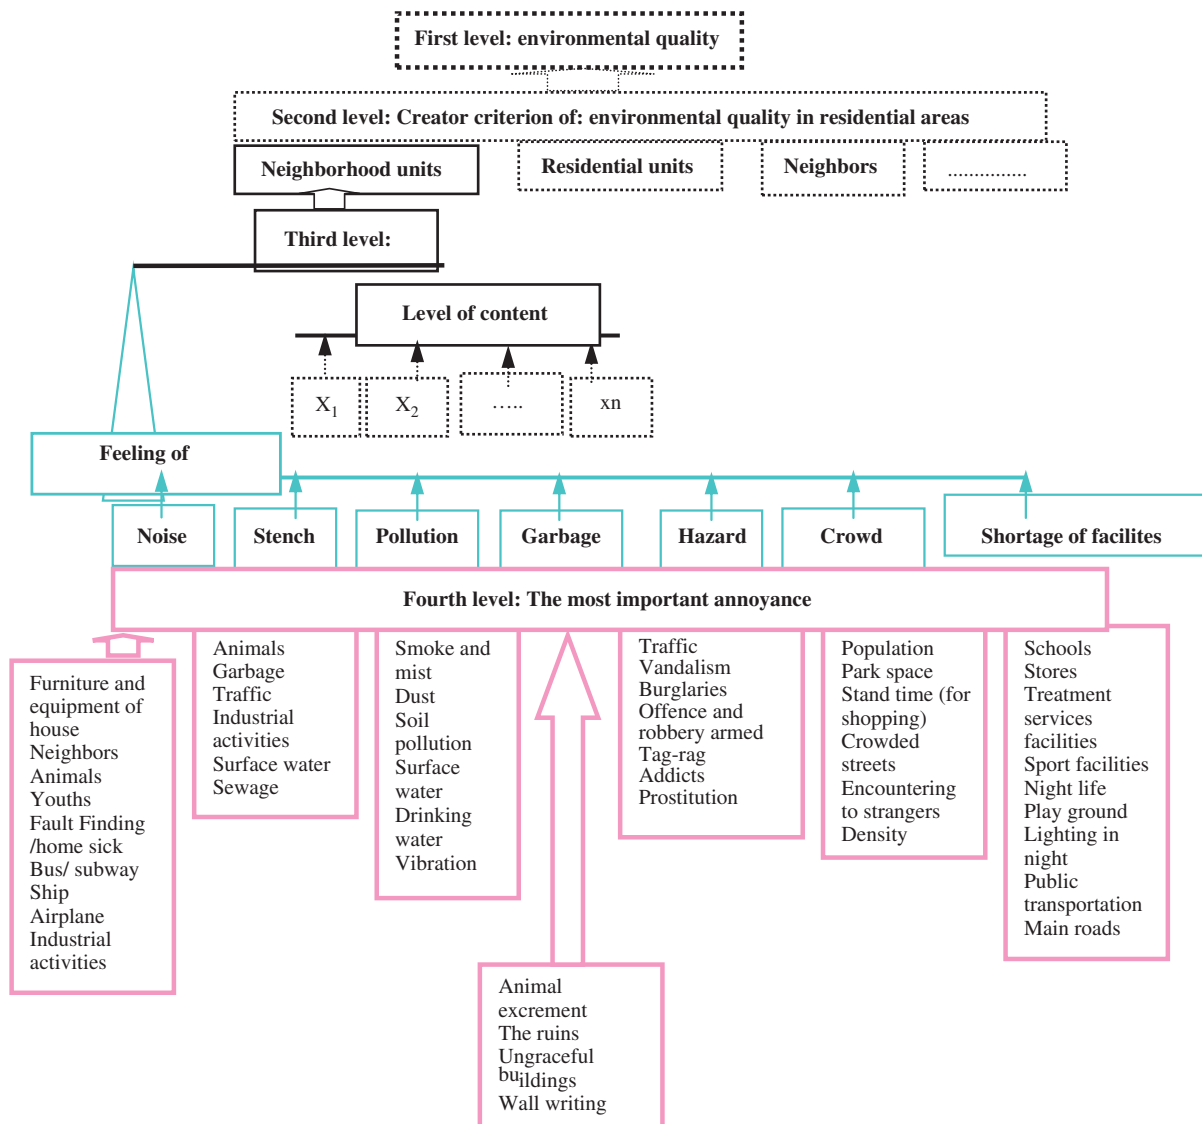 First level: environmental quality
Second level: Creator criterion of: environmental quality in residential areas
Neighborhood units
Residential units
Neighbors
...............
Third level:
Level of content
X1
X2
.....
xn
Feeling of
Noise
Stench
Pollution
Garbage
Hazard
Crowd
Shortage of facilites
Fourth level: The most important annoyance
Furniture and
equipment of
house
Neighbors
Animals
Youths
Fault Finding
/home sick
Bus/ subway
Ship
Airplane
Industrial
activities
Animals
Garbage
Traffic
Industrial
activities
Surface water
Sewage
Smoke and
mist
Dust
Soil
pollution
Surface
water
Drinking
water
Vibration
Animal
excrement
The ruins
Ungraceful
buildings
Wall writing
Traffic
Vandalism
Burglaries
Offence and
robbery armed
Tag-rag
Addicts
Prostitution
Population
Park space
Stand time (for
shopping)
Crowded
streets
Encountering
to strangers
Density
Schools
Stores
Treatment
services
facilities
Sport facilities
Night life
Play ground
Lighting in
night
Public
transportation
Main roads